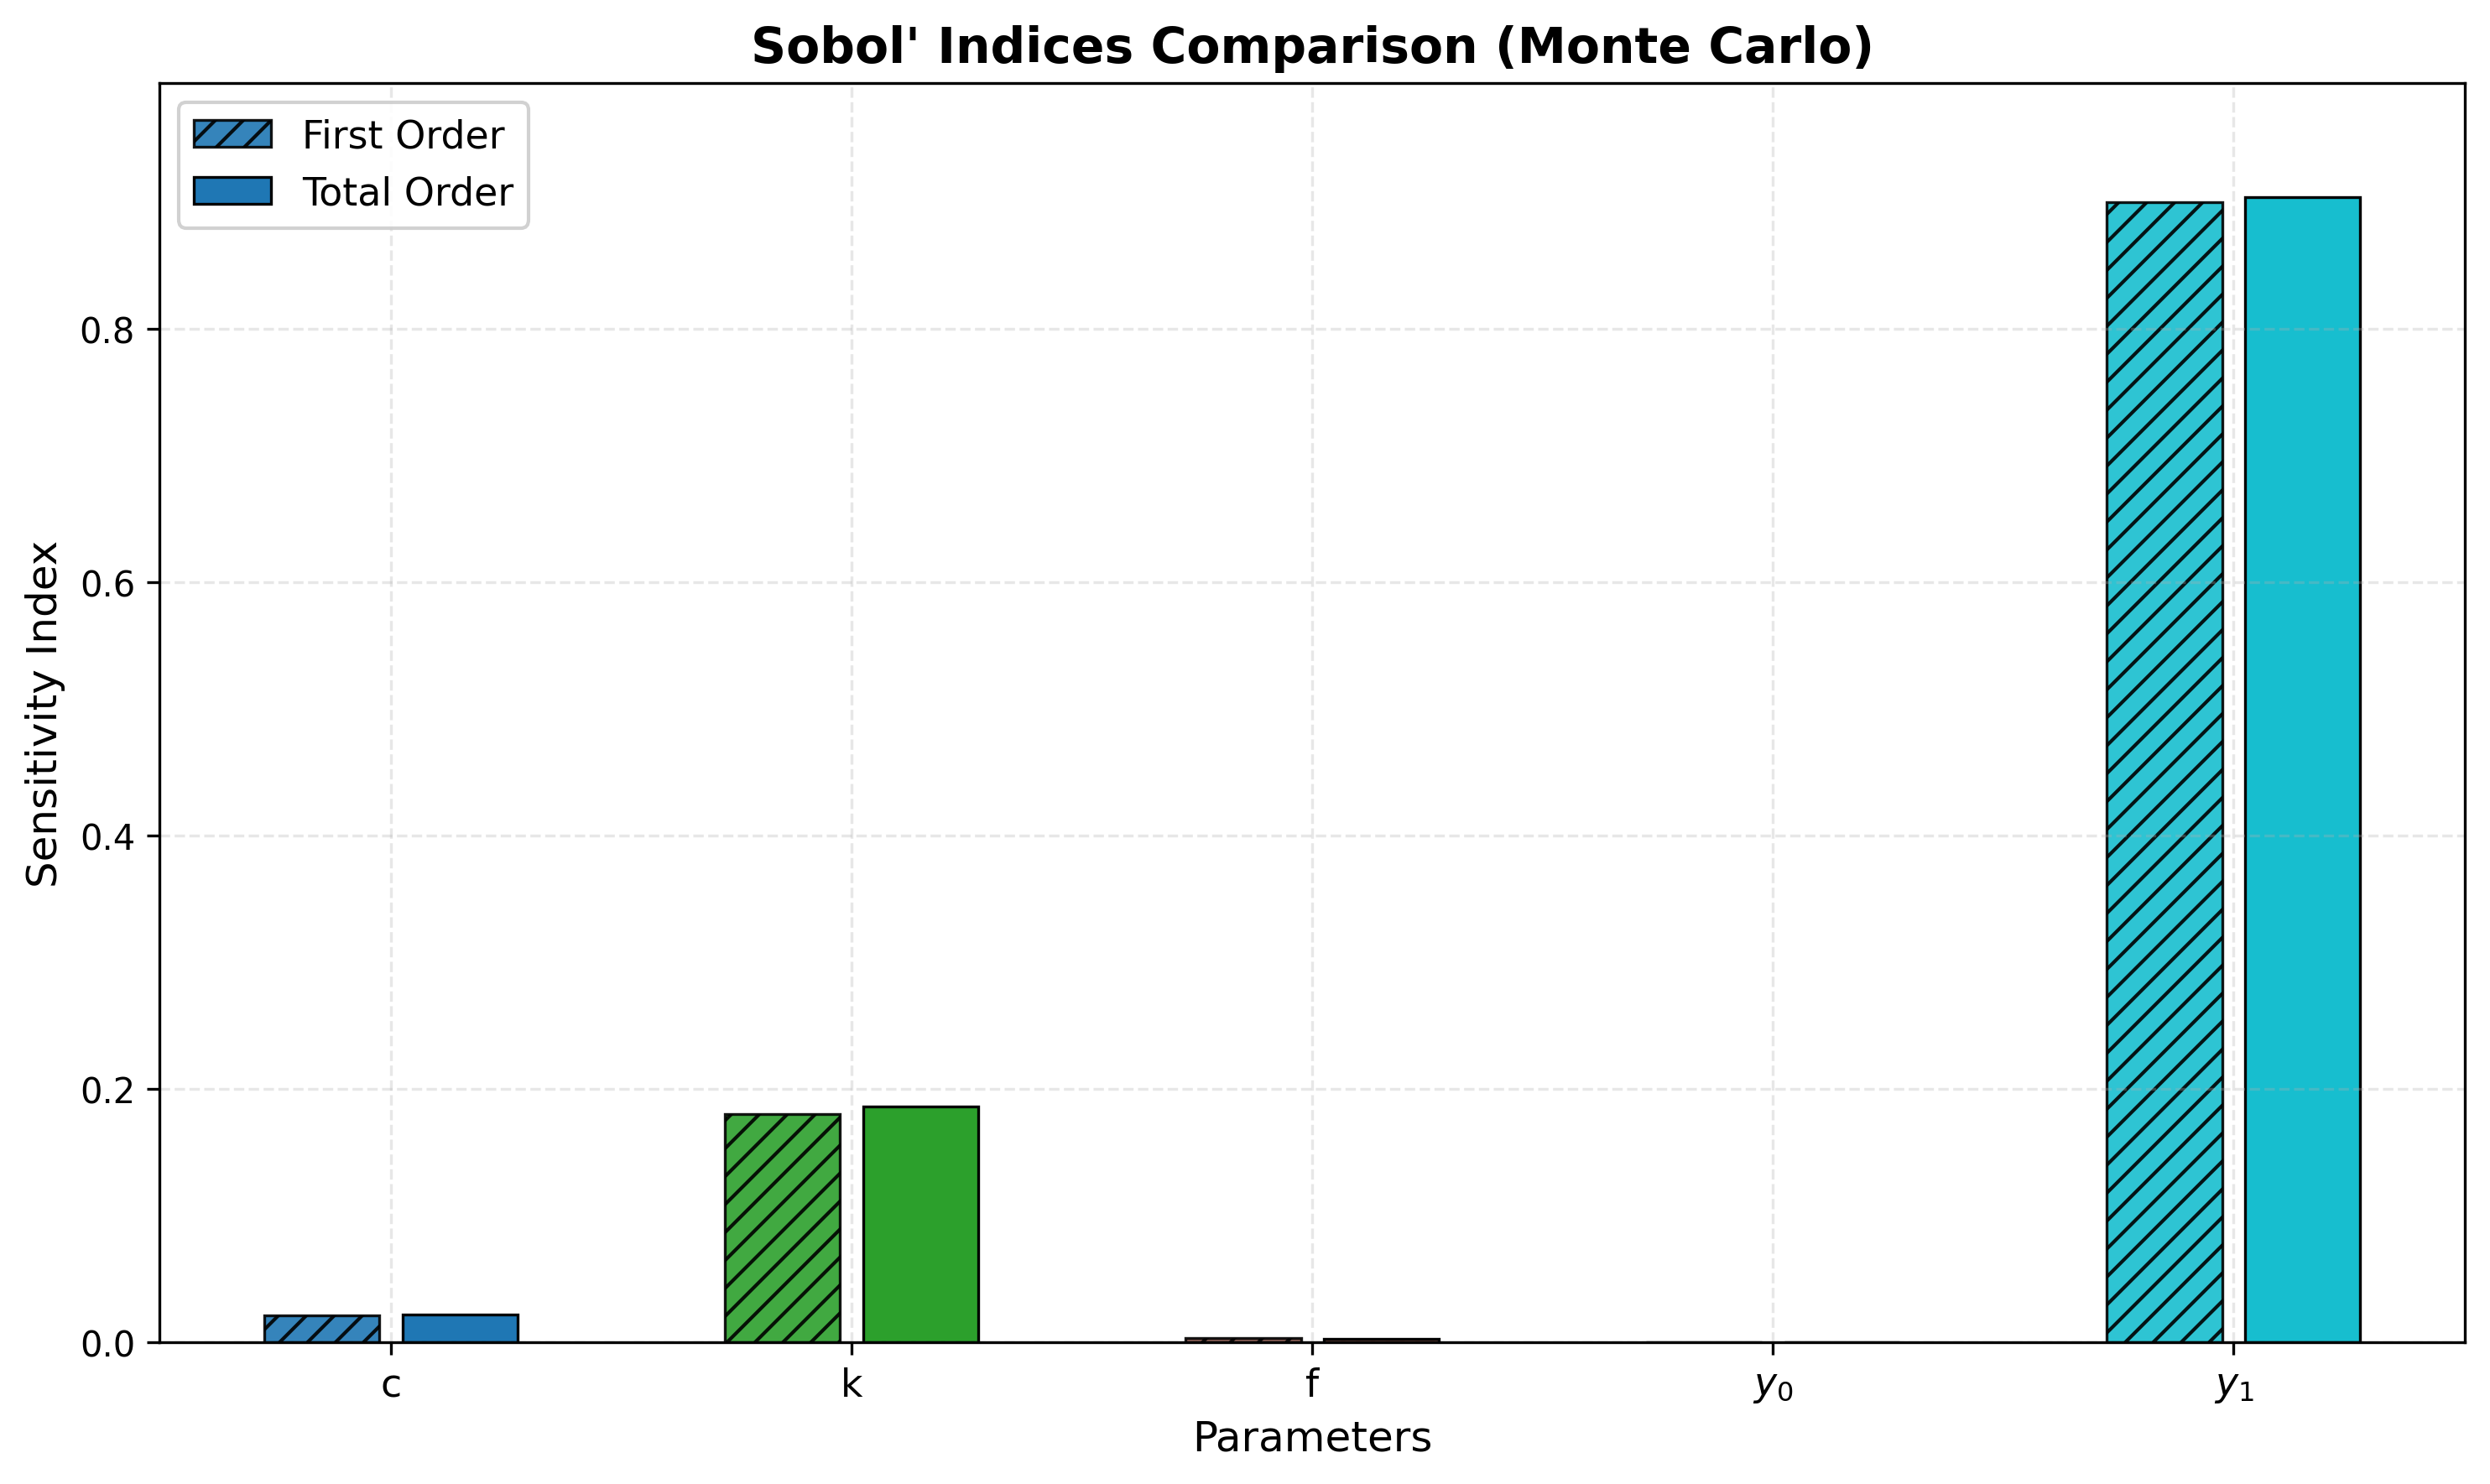 Sobol' Indices Comparison (Monte Carlo)
First Order
Total Order
Sensitivity Index
0.8
0.6
0.4
0.2
0.0
c k f y₀ y₁
Parameters